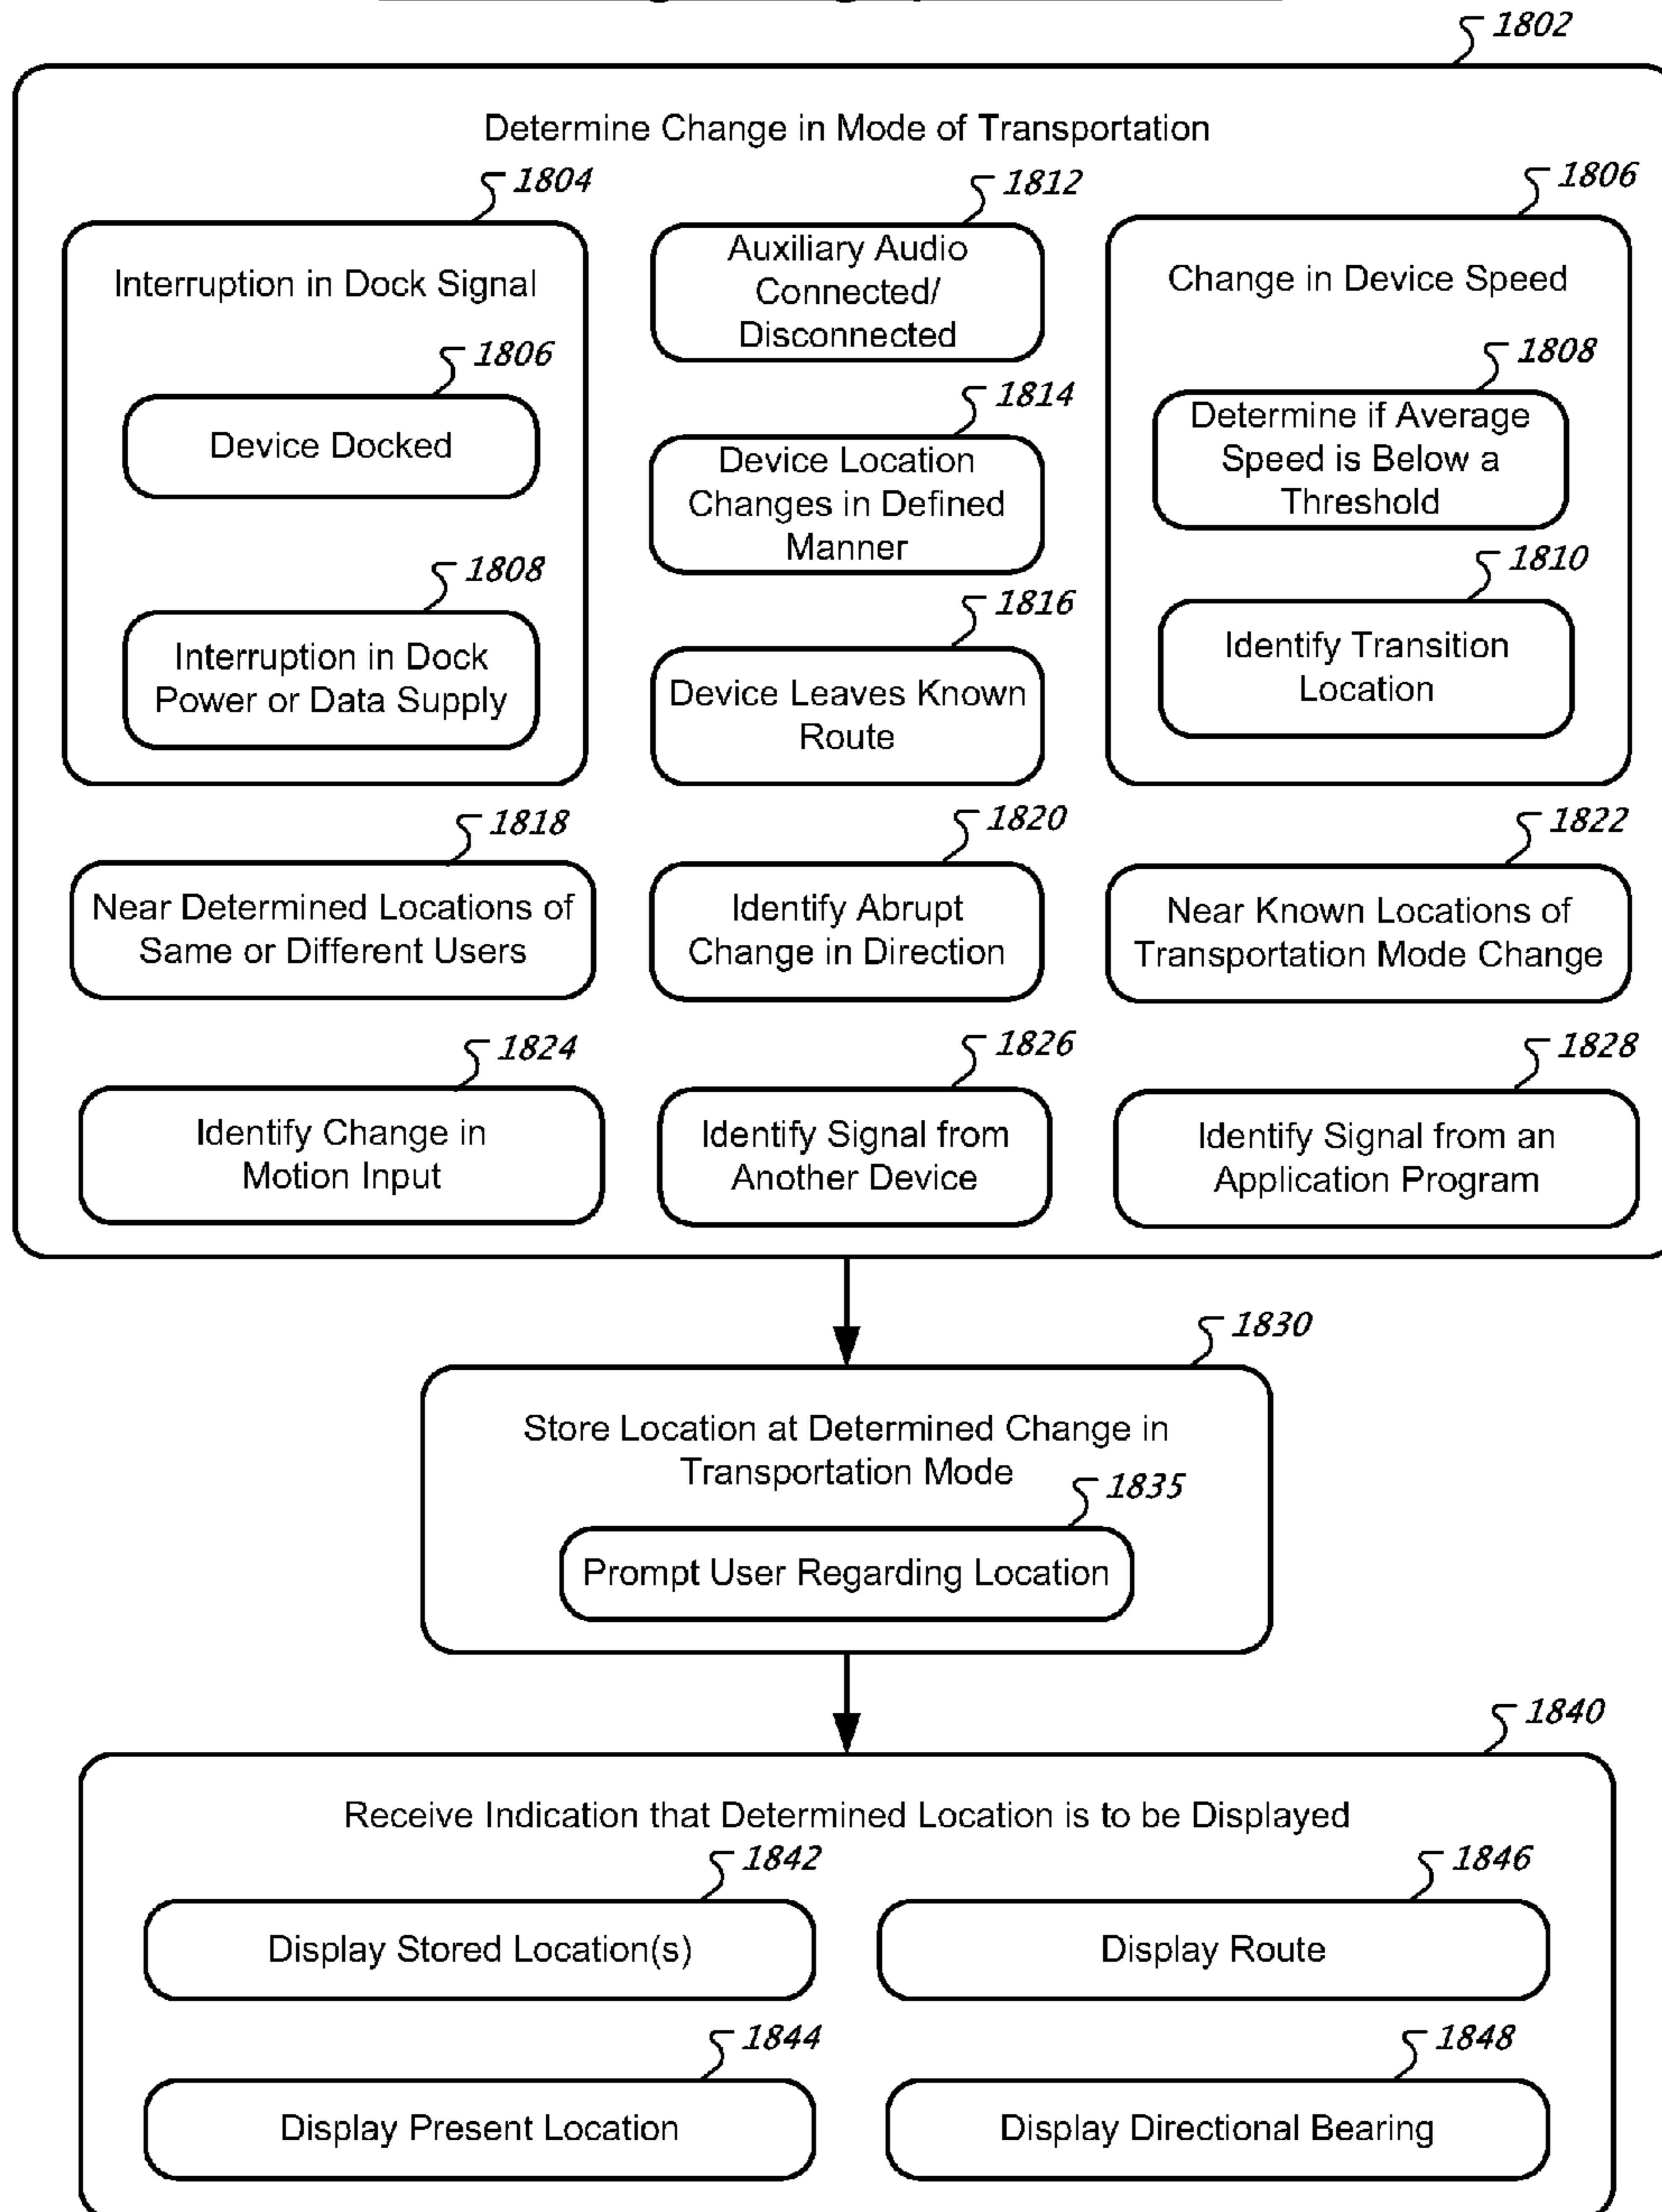 1802
Determine Change in Mode of Transportation
1804
Interruption in Dock Signal
1806
Device Docked
1808
Interruption in Dock
Power or Data Supply
1812
Auxiliary Audio
Connected/
Disconnected
1814
Device Location
Changes in Defined
Manner
1816
Device Leaves Known
Route
1806
Change in Device Speed
1808
Determine if Average
Speed is Below a
Threshold
1810
Identify Transition
Location
1818
Near Determined Locations of
Same or Different Users
1820
Identify Abrupt
Change in Direction
1822
Near Known Locations of
Transportation Mode Change
1824
Identify Change in
Motion Input
1826
Identify Signal from
Another Device
1828
Identify Signal from an
Application Program
1830
Store Location at Determined Change in
Transportation Mode
1835
Prompt User Regarding Location
1840
Receive Indication that Determined Location is to be Displayed
1842
Display Stored Location(s)
1846
Display Route
1844
Display Present Location
1848
Display Directional Bearing